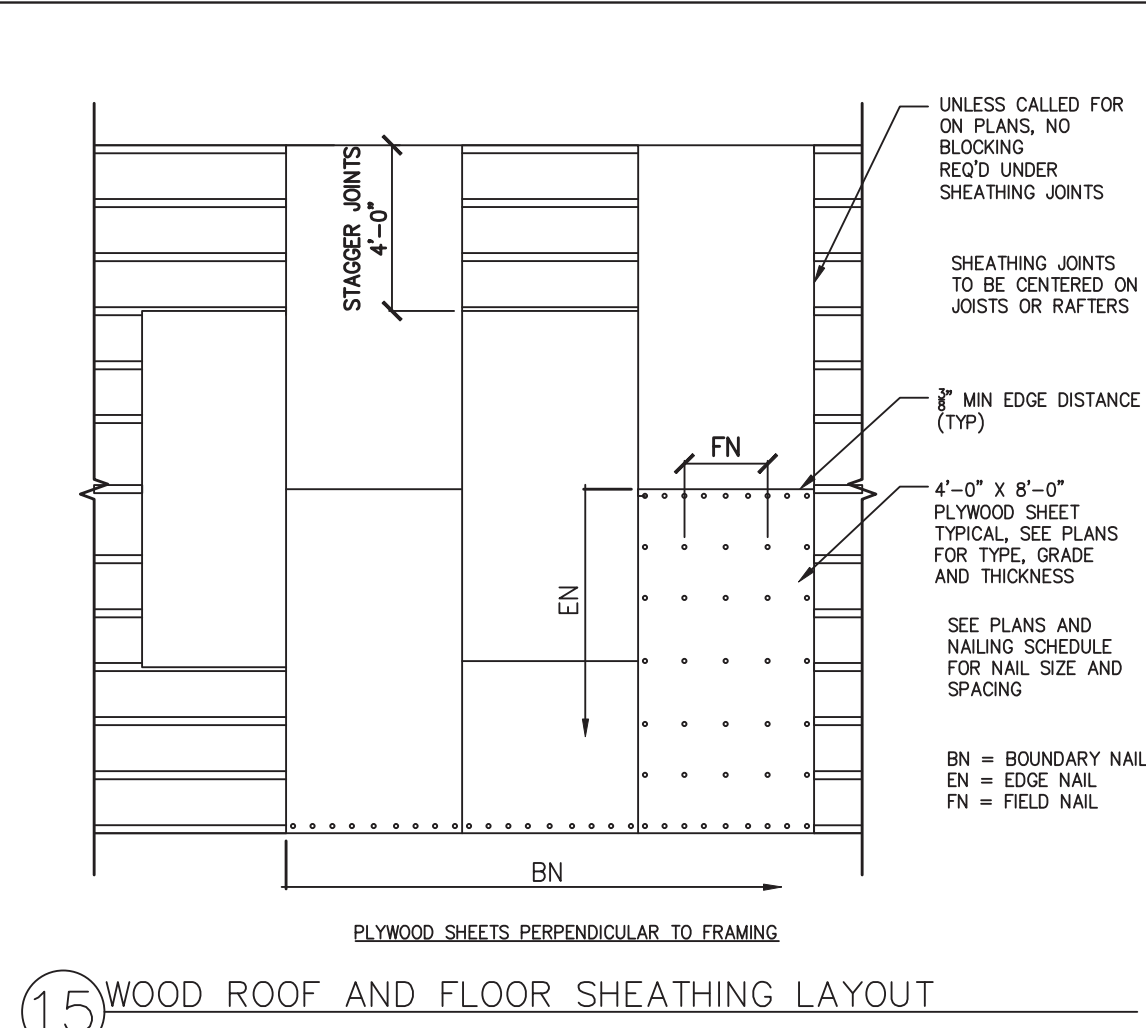 UNLESS CALLED FOR
ON PLANS, NO
BLOCKING
REQ'D UNDER
SHEATHING JOINTS
SHEATHING JOINTS
TO BE CENTERED ON
JOISTS OR RAFTERS
3/8" MIN EDGE DISTANCE
(TYP)
4'-0" X 8'-0"
PLYWOOD SHEET
TYPICAL, SEE PLANS
FOR TYPE, GRADE
AND THICKNESS
SEE PLANS AND
NAILING SCHEDULE
FOR NAIL SIZE AND
SPACING
BN = BOUNDARY NAIL
EN = EDGE NAIL
FN = FIELD NAIL
STAGGER JOINTS
4'-0"
FN
EN
BN
PLYWOOD SHEETS PERPENDICULAR TO FRAMING
15 WOOD ROOF AND FLOOR SHEATHING LAYOUT